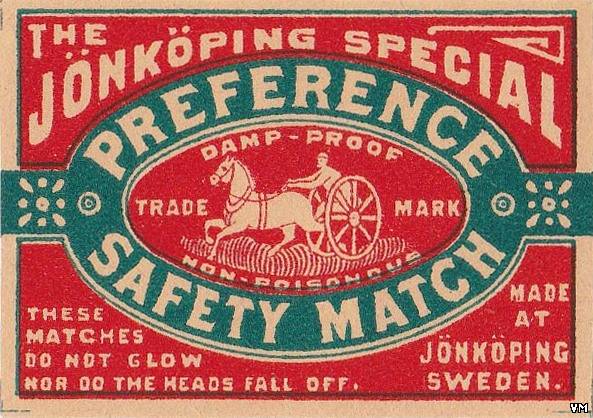 THE
JÖNKÖPING SPECIAL
PREFERENCE
DAMP-PROOF
TRADE MARK
NON-POISONOUS
SAFETY MATCH
THESE
MATCHES
DO NOT GLOW
NOR DO THE HEADS FALL OFF.
MADE
AT
JÖNKÖPING
SWEDEN.
VM